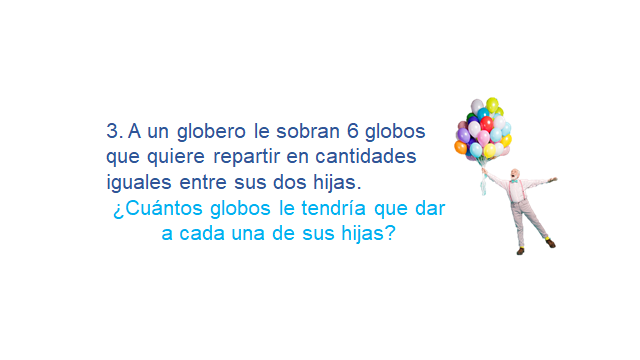 3. A un globero le sobran 6 globos
que quiere repartir en cantidades
iguales entre sus dos hijas.
¿Cuántos globos le tendría que dar
a cada una de sus hijas?